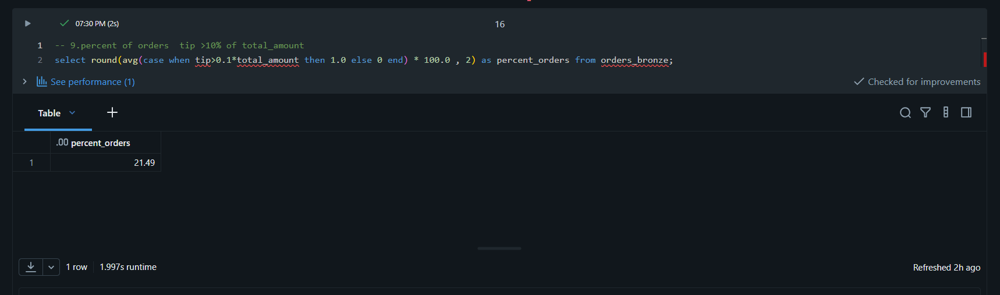 07:30 PM (2s)
16
1 -- 9.percent of orders  tip >10% of total_amount
2 select round(avg(case when tip>0.1*total_amount then 1.0 else 0 end) * 100.0 , 2) as percent_orders from orders_bronze;
See performance (1)
Checked for improvements
Table
.00 percent_orders
1 21.49
1 row 1.997s runtime
Refreshed 2h ago